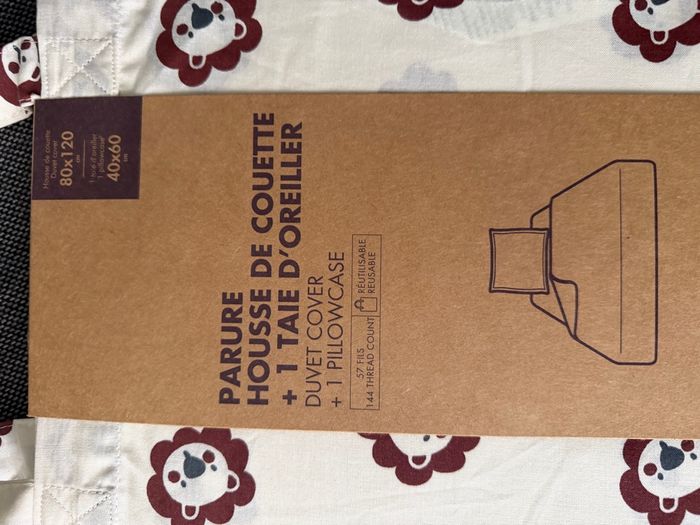 Housse de couette
Duvet cover
80x120
cm
1 taie d'oreiller
1 pillowcase
40x60
cm
PARURE
HOUSSE DE COUETTE
+ 1 TAIE D'OREILLER
DUVET COVER
+ 1 PILLOWCASE
57 FILS
144 THREAD COUNT
RÉUTILISABLE
REUSABLE